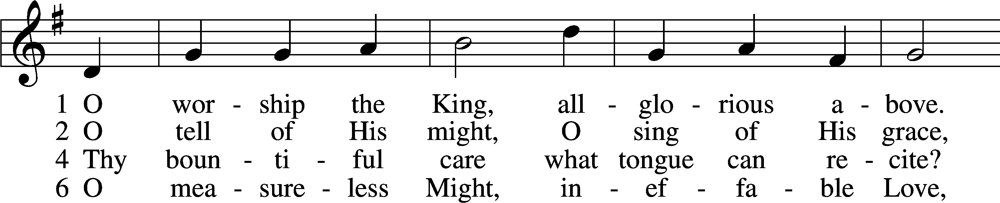 1 O wor - ship the King, all - glo - rious a - bove.
2 O tell of His might, O sing of His grace,
4 Thy boun - ti - ful care what tongue can re - cite?
6 O mea - sure - less Might, in - ef - fa - ble Love,